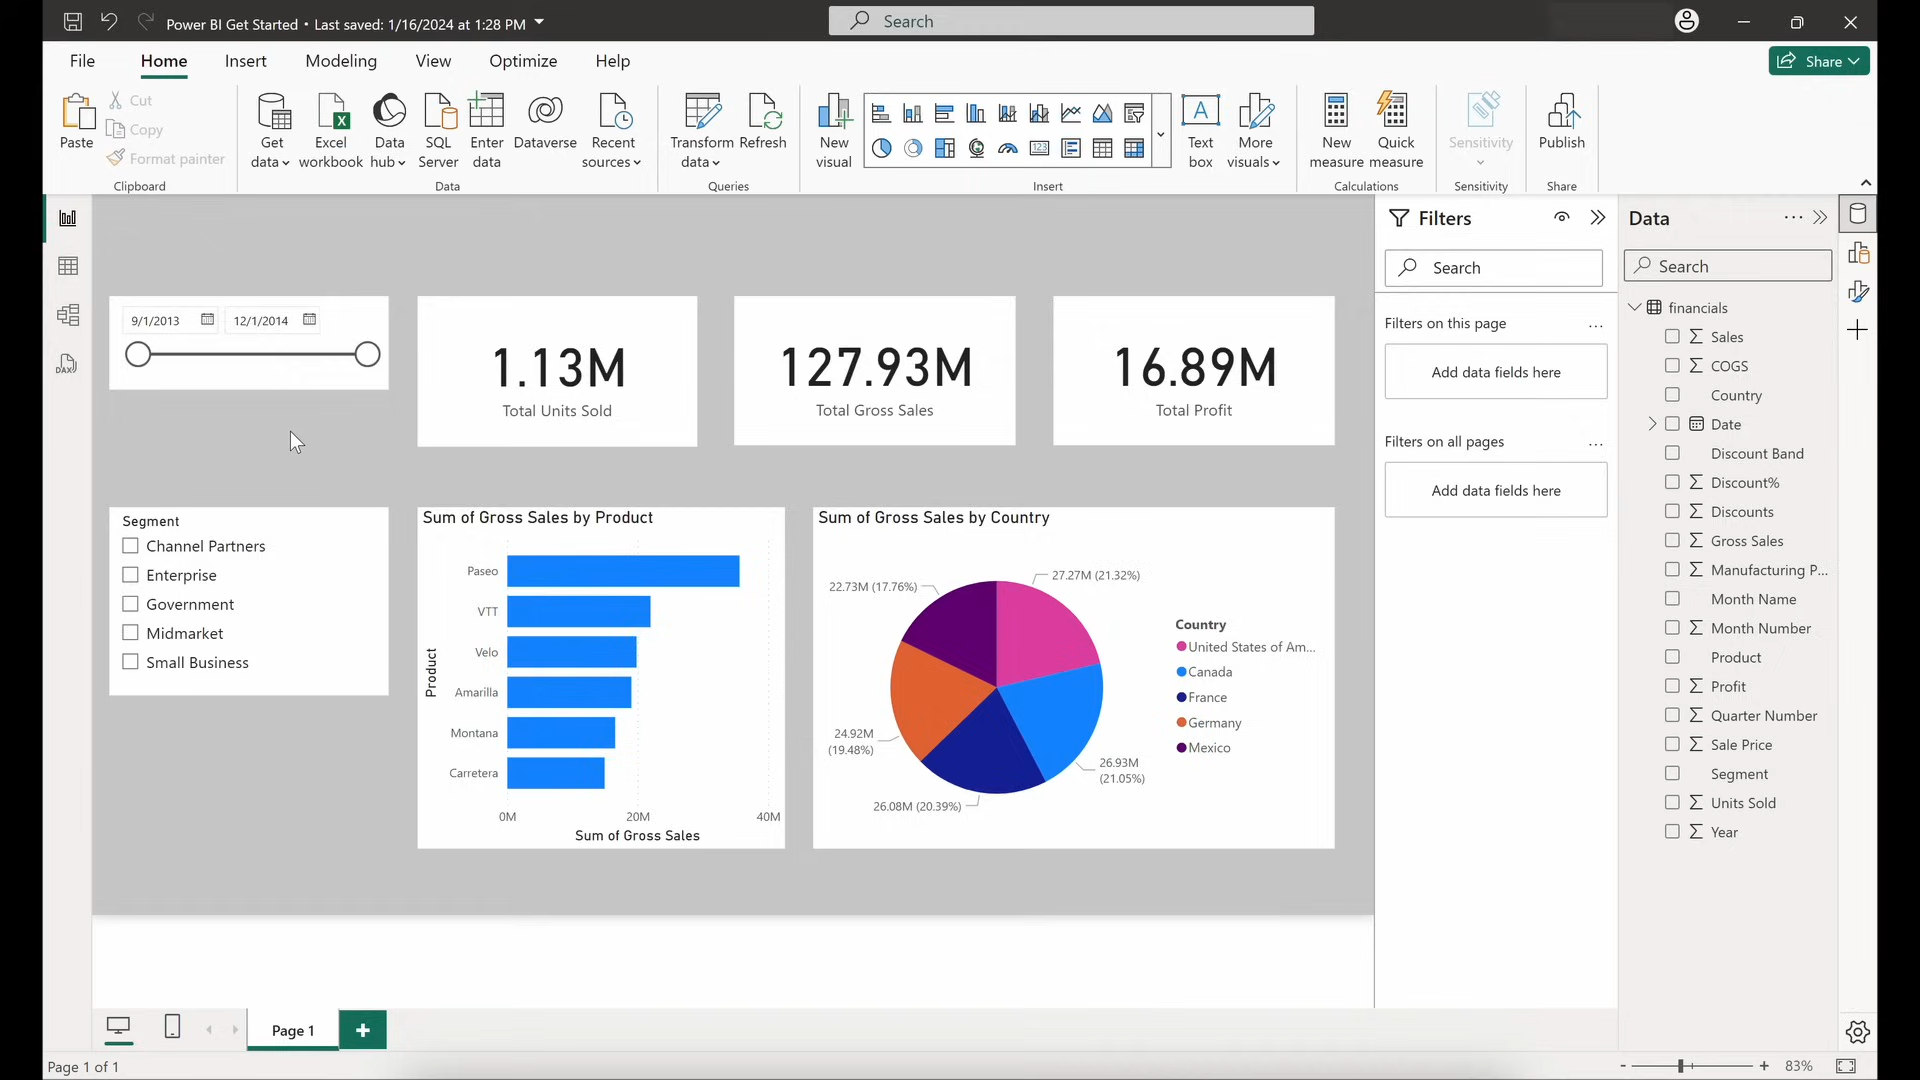 Power BI Get Started • Last saved: 1/16/2024 at 1:28 PM
Search
File Home Insert Modeling View Optimize Help
Share
Paste
Cut
Copy
Format painter
Clipboard
Get data
Excel workbook
Data hub
SQL Server
Enter data
Dataverse
Recent sources
Data
Transform data
Refresh
Queries
New visual
Text box
More visuals
Insert
New measure
Quick measure
Calculations
Sensitivity
Sensitivity
Publish
Share
DAX
9/1/2013
12/1/2014
1.13M
Total Units Sold
127.93M
Total Gross Sales
16.89M
Total Profit
Segment
Channel Partners
Enterprise
Government
Midmarket
Small Business
Sum of Gross Sales by Product
Product
Paseo
VTT
Velo
Amarilla
Montana
Carretera
0M 20M 40M
Sum of Gross Sales
Sum of Gross Sales by Country
27.27M (21.32%)
22.73M (17.76%)
24.92M
(19.48%)
26.93M
(21.05%)
26.08M (20.39%)
Country
United States of Am...
Canada
France
Germany
Mexico
Filters
Search
Filters on this page
...
Add data fields here
Filters on all pages
...
Add data fields here
Data
...
Search
financials
Sales
COGS
Country
Date
Discount Band
Discount%
Discounts
Gross Sales
Manufacturing P...
Month Name
Month Number
Product
Profit
Quarter Number
Sale Price
Segment
Units Sold
Year
Page 1
Page 1 of 1
83%